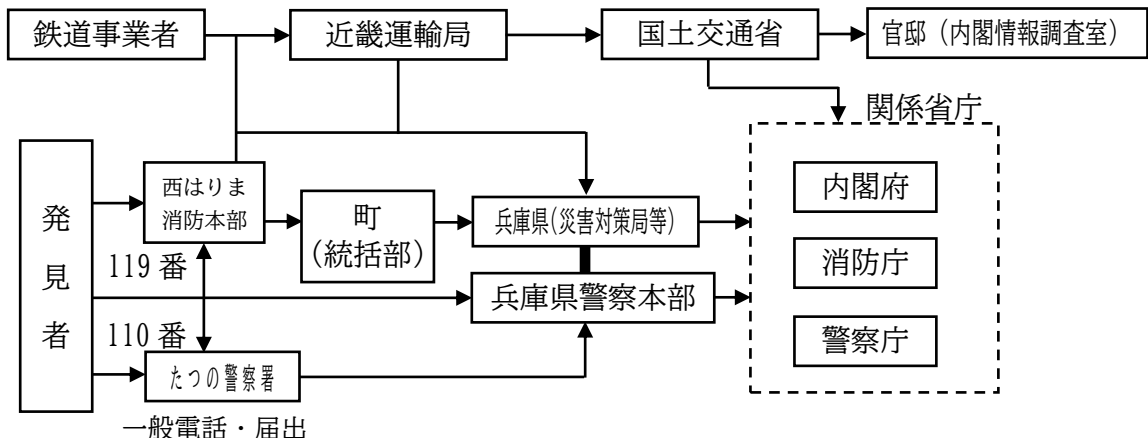 鉄道事業者
近畿運輸局
国土交通省
官邸（内閣情報調査室）
関係省庁
発見者
西はりま
消防本部
町
（統括部）
兵庫県（災害対策局等）
内閣府
消防庁
119 番
兵庫県警察本部
110 番
警察庁
たつの警察署
一般電話・届出